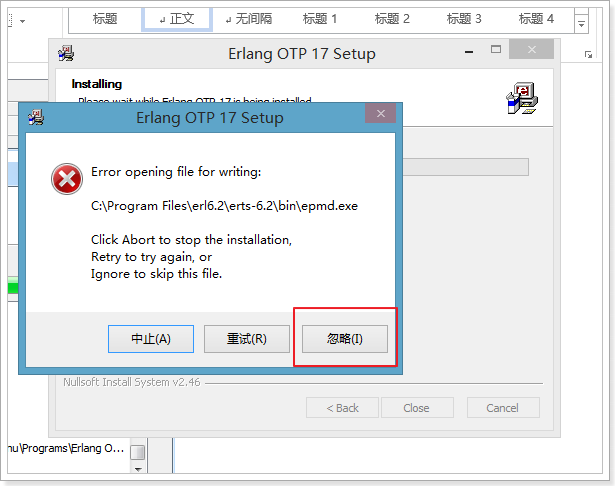 标题
↲ 正文
↲ 无间隔
标题 1
标题 2
标题 3
标题 4
Erlang OTP 17 Setup
Installing
Please wait while Erlang OTP 17 is being installed
Erlang OTP 17 Setup
Error opening file for writing:
C:\Program Files\erl6.2\erts-6.2\bin\epmd.exe
Click Abort to stop the installation,
Retry to try again, or
Ignore to skip this file.
中止(A)
重试(R)
忽略(I)
Nullsoft Install System v2.46
< Back
Close
Cancel
nu\Programs\Erlang O...